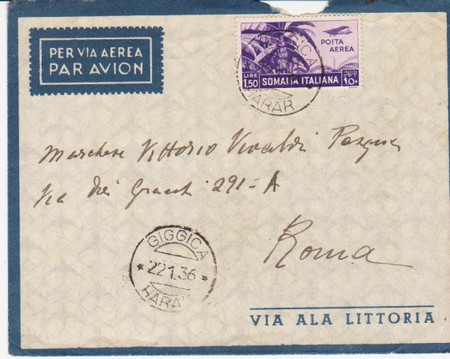 PER VIA AEREA
PAR AVION
POSTA
AEREA
LIRE
1,50
SOMALIA ITALIANA
GIGGICA
HARAR
Marchese Vittorio Vivaldi Pasqua
Via dei Gracchi 291-A
Roma
GIGGICA
22.1.36
HARAR
VIA ALA LITTORIA